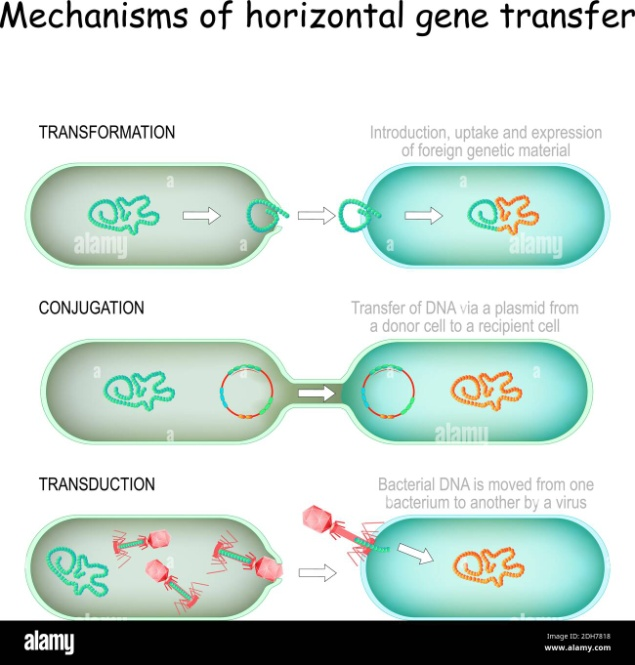 Mechanisms of horizontal gene transfer
TRANSFORMATION
Introduction, uptake and expression
of foreign genetic material
a
a
alamy
a
a
CONJUGATION
Transfer of DNA via a plasmid from
a donor cell to a recipient cell
a
a
a
alamy
TRANSDUCTION
Bacterial DNA is moved from one
bacterium to another by a virus
a
alamy
Image ID: 2DH7818
www.alamy.com